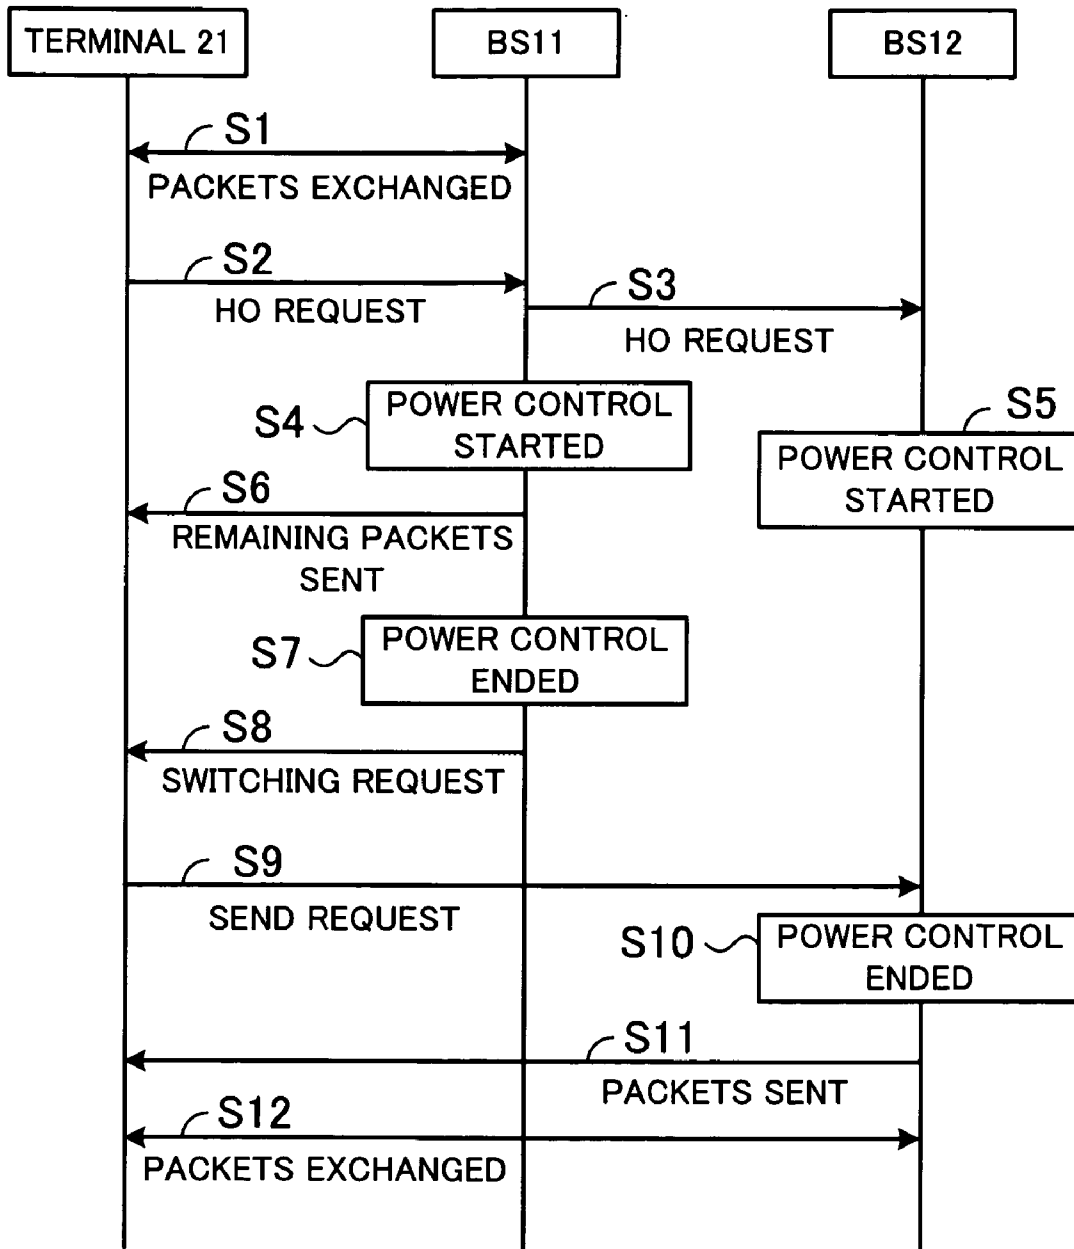 TERMINAL 21
BS11
BS12
S1
PACKETS EXCHANGED
S2
HO REQUEST
S3
HO REQUEST
S4
POWER CONTROL
STARTED
S5
POWER CONTROL
STARTED
S6
REMAINING PACKETS
SENT
S7
POWER CONTROL
ENDED
S8
SWITCHING REQUEST
S9
SEND REQUEST
S10
POWER CONTROL
ENDED
S11
PACKETS SENT
S12
PACKETS EXCHANGED